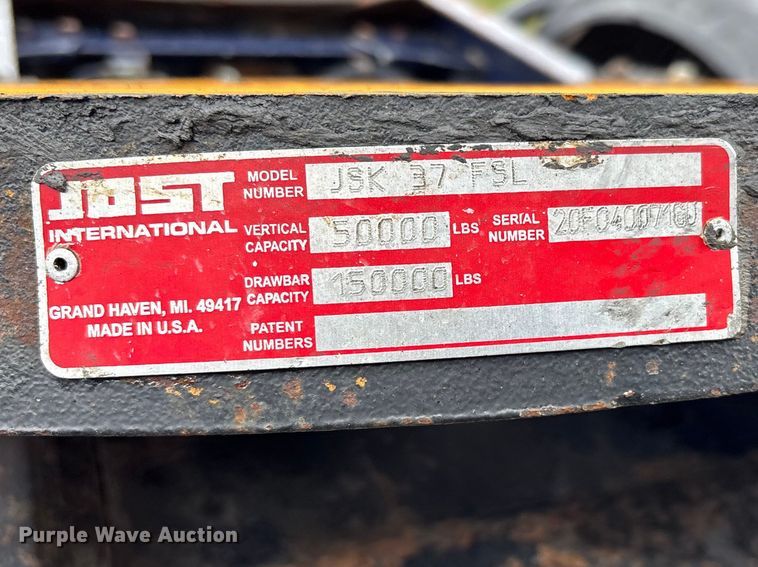 JOST
INTERNATIONAL
GRAND HAVEN, MI. 49417
MADE IN U.S.A.
MODEL NUMBER JSK 37 FSL
VERTICAL CAPACITY 50000 LBS
SERIAL NUMBER
DRAWBAR CAPACITY 150000 LBS
PATENT NUMBERS
Purple Wave Auction